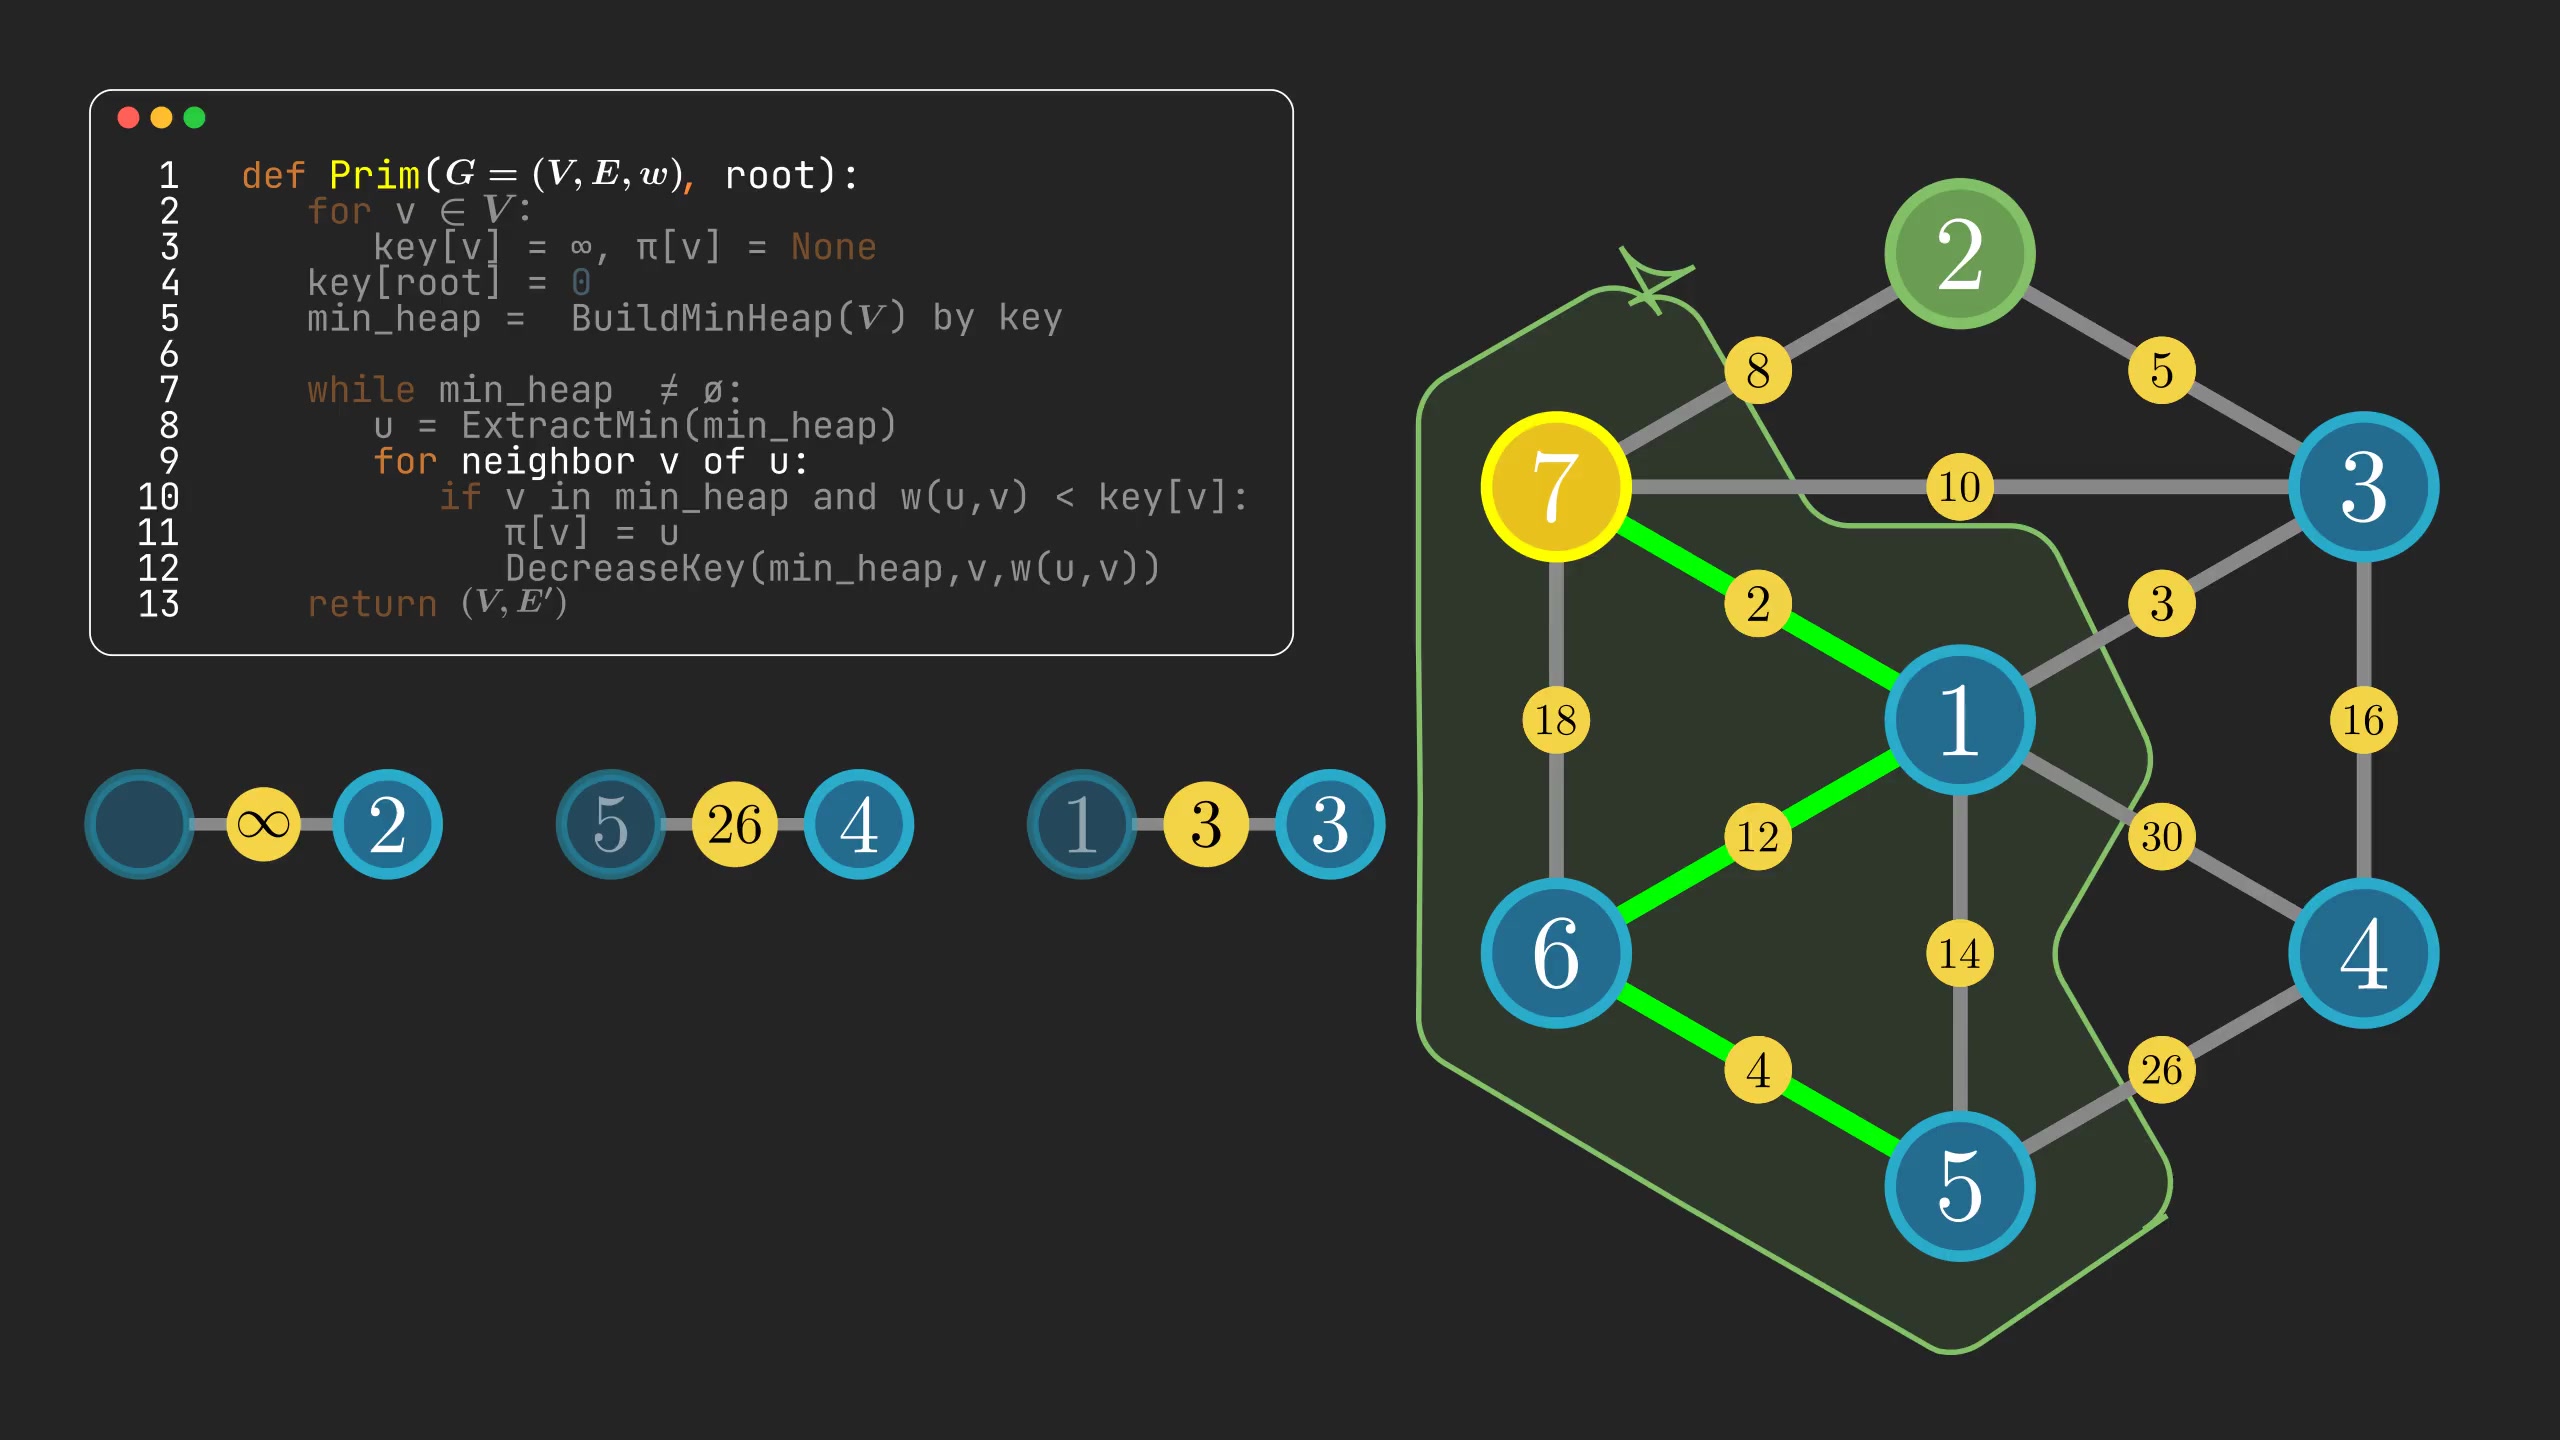 1 def Prim(G = (V, E, w), root):
2 for v ∈ V:
3 key[v] = ∞, π[v] = None
4 key[root] = 0
5 min_heap = BuildMinHeap(V) by key
6
7 while min_heap ≠ ø:
8 u = ExtractMin(min_heap)
9 for neighbor v of u:
10 if v in min_heap and w(u,v) < key[v]:
11 π[v] = u
12 DecreaseKey(min_heap,v,w(u,v))
13 return (V, E′)
∞ 2
5 26 4
1 3 3
2
8 5
7 10 3
2 3
1
18 16
12 30
6 14 4
4 26
5